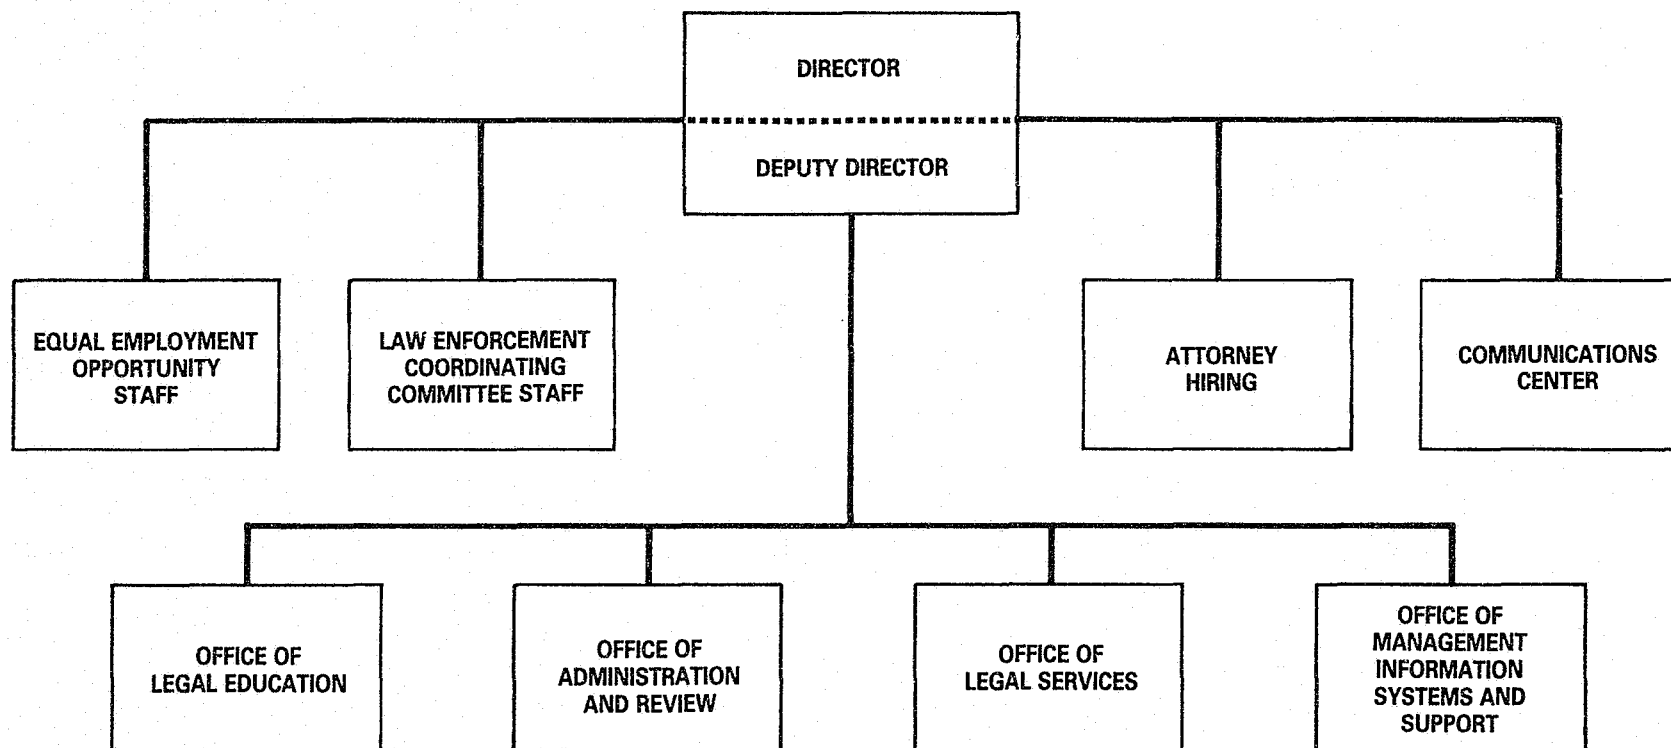 DIRECTOR
DEPUTY DIRECTOR
EQUAL EMPLOYMENT
OPPORTUNITY
STAFF
LAW ENFORCEMENT
COORDINATING
COMMITTEE STAFF
ATTORNEY
HIRING
COMMUNICATIONS
CENTER
OFFICE OF
LEGAL EDUCATION
OFFICE OF
ADMINISTRATION
AND REVIEW
OFFICE OF
LEGAL SERVICES
OFFICE OF
MANAGEMENT
INFORMATION
SYSTEMS AND
SUPPORT